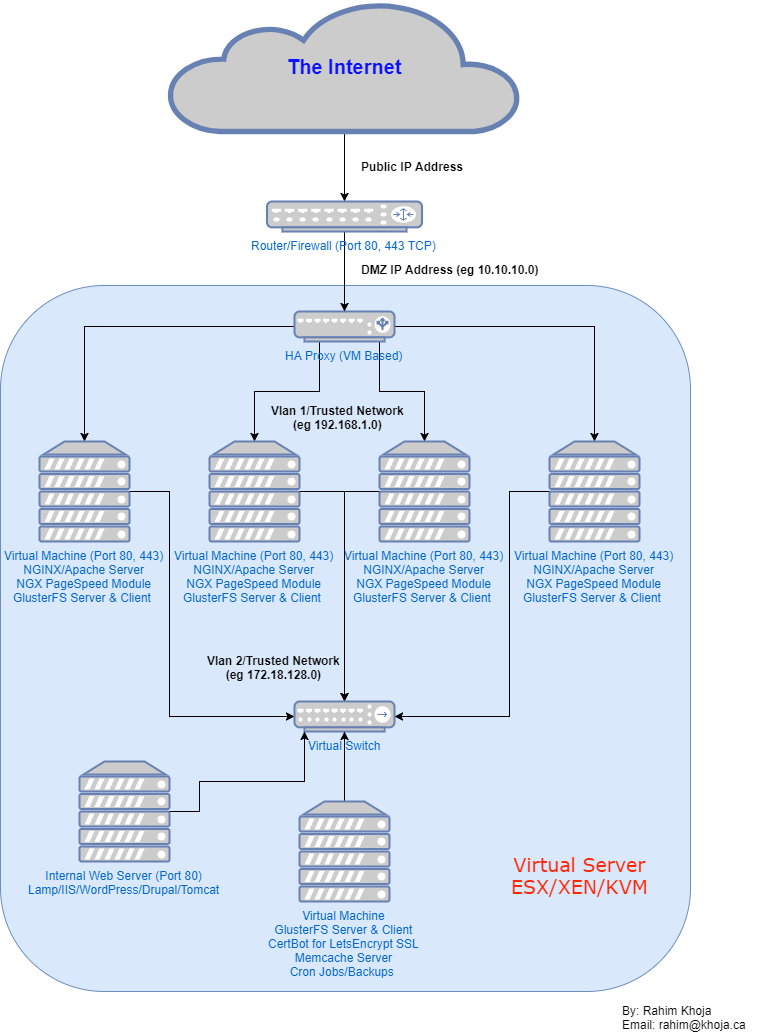 The Internet
Public IP Address
Router/Firewall (Port 80, 443 TCP)
DMZ IP Address (eg 10.10.10.0)
HA Proxy (VM Based)
Vlan 1/Trusted Network
(eg 192.168.1.0)
Virtual Machine (Port 80, 443)
NGINX/Apache Server
NGX PageSpeed Module
GlusterFS Server & Client
Virtual Machine (Port 80, 443)
NGINX/Apache Server
NGX PageSpeed Module
GlusterFS Server & Client
Virtual Machine (Port 80, 443)
NGINX/Apache Server
NGX PageSpeed Module
GlusterFS Server & Client
Virtual Machine (Port 80, 443)
NGINX/Apache Server
NGX PageSpeed Module
GlusterFS Server & Client
Vlan 2/Trusted Network
(eg 172.18.128.0)
Virtual Switch
Internal Web Server (Port 80)
Lamp/IIS/WordPress/Drupal/Tomcat
Virtual Machine
GlusterFS Server & Client
CertBot for LetsEncrypt SSL
Memcache Server
Cron Jobs/Backups
Virtual Server
ESX/XEN/KVM
By: Rahim Khoja
Email: rahim@khoja.ca